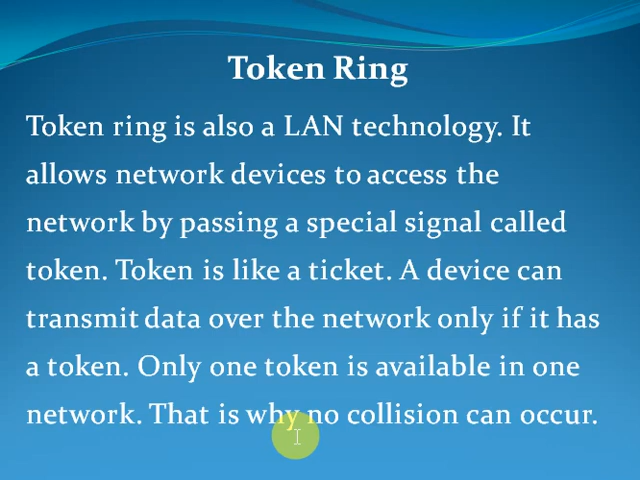 Token Ring
Token ring is also a LAN technology. It
allows network devices to access the
network by passing a special signal called
token. Token is like a ticket. A device can
transmit data over the network only if it has
a token. Only one token is available in one
network. That is why no collision can occur.